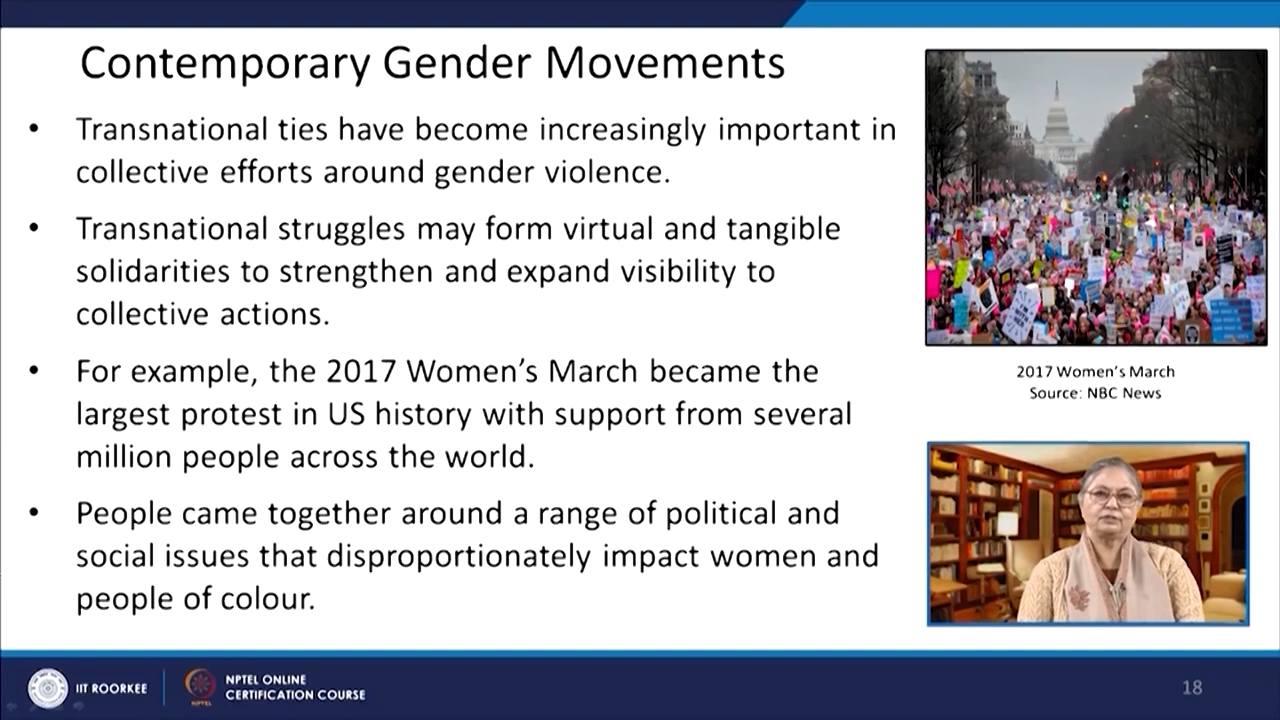 Contemporary Gender Movements
• Transnational ties have become increasingly important in
collective efforts around gender violence.
• Transnational struggles may form virtual and tangible
solidarities to strengthen and expand visibility to
collective actions.
• For example, the 2017 Women's March became the
largest protest in US history with support from several
million people across the world.
• People came together around a range of political and
social issues that disproportionately impact women and
people of colour.
2017 Women's March
Source: NBC News
IIT ROORKEE
NPTEL ONLINE
CERTIFICATION COURSE
18